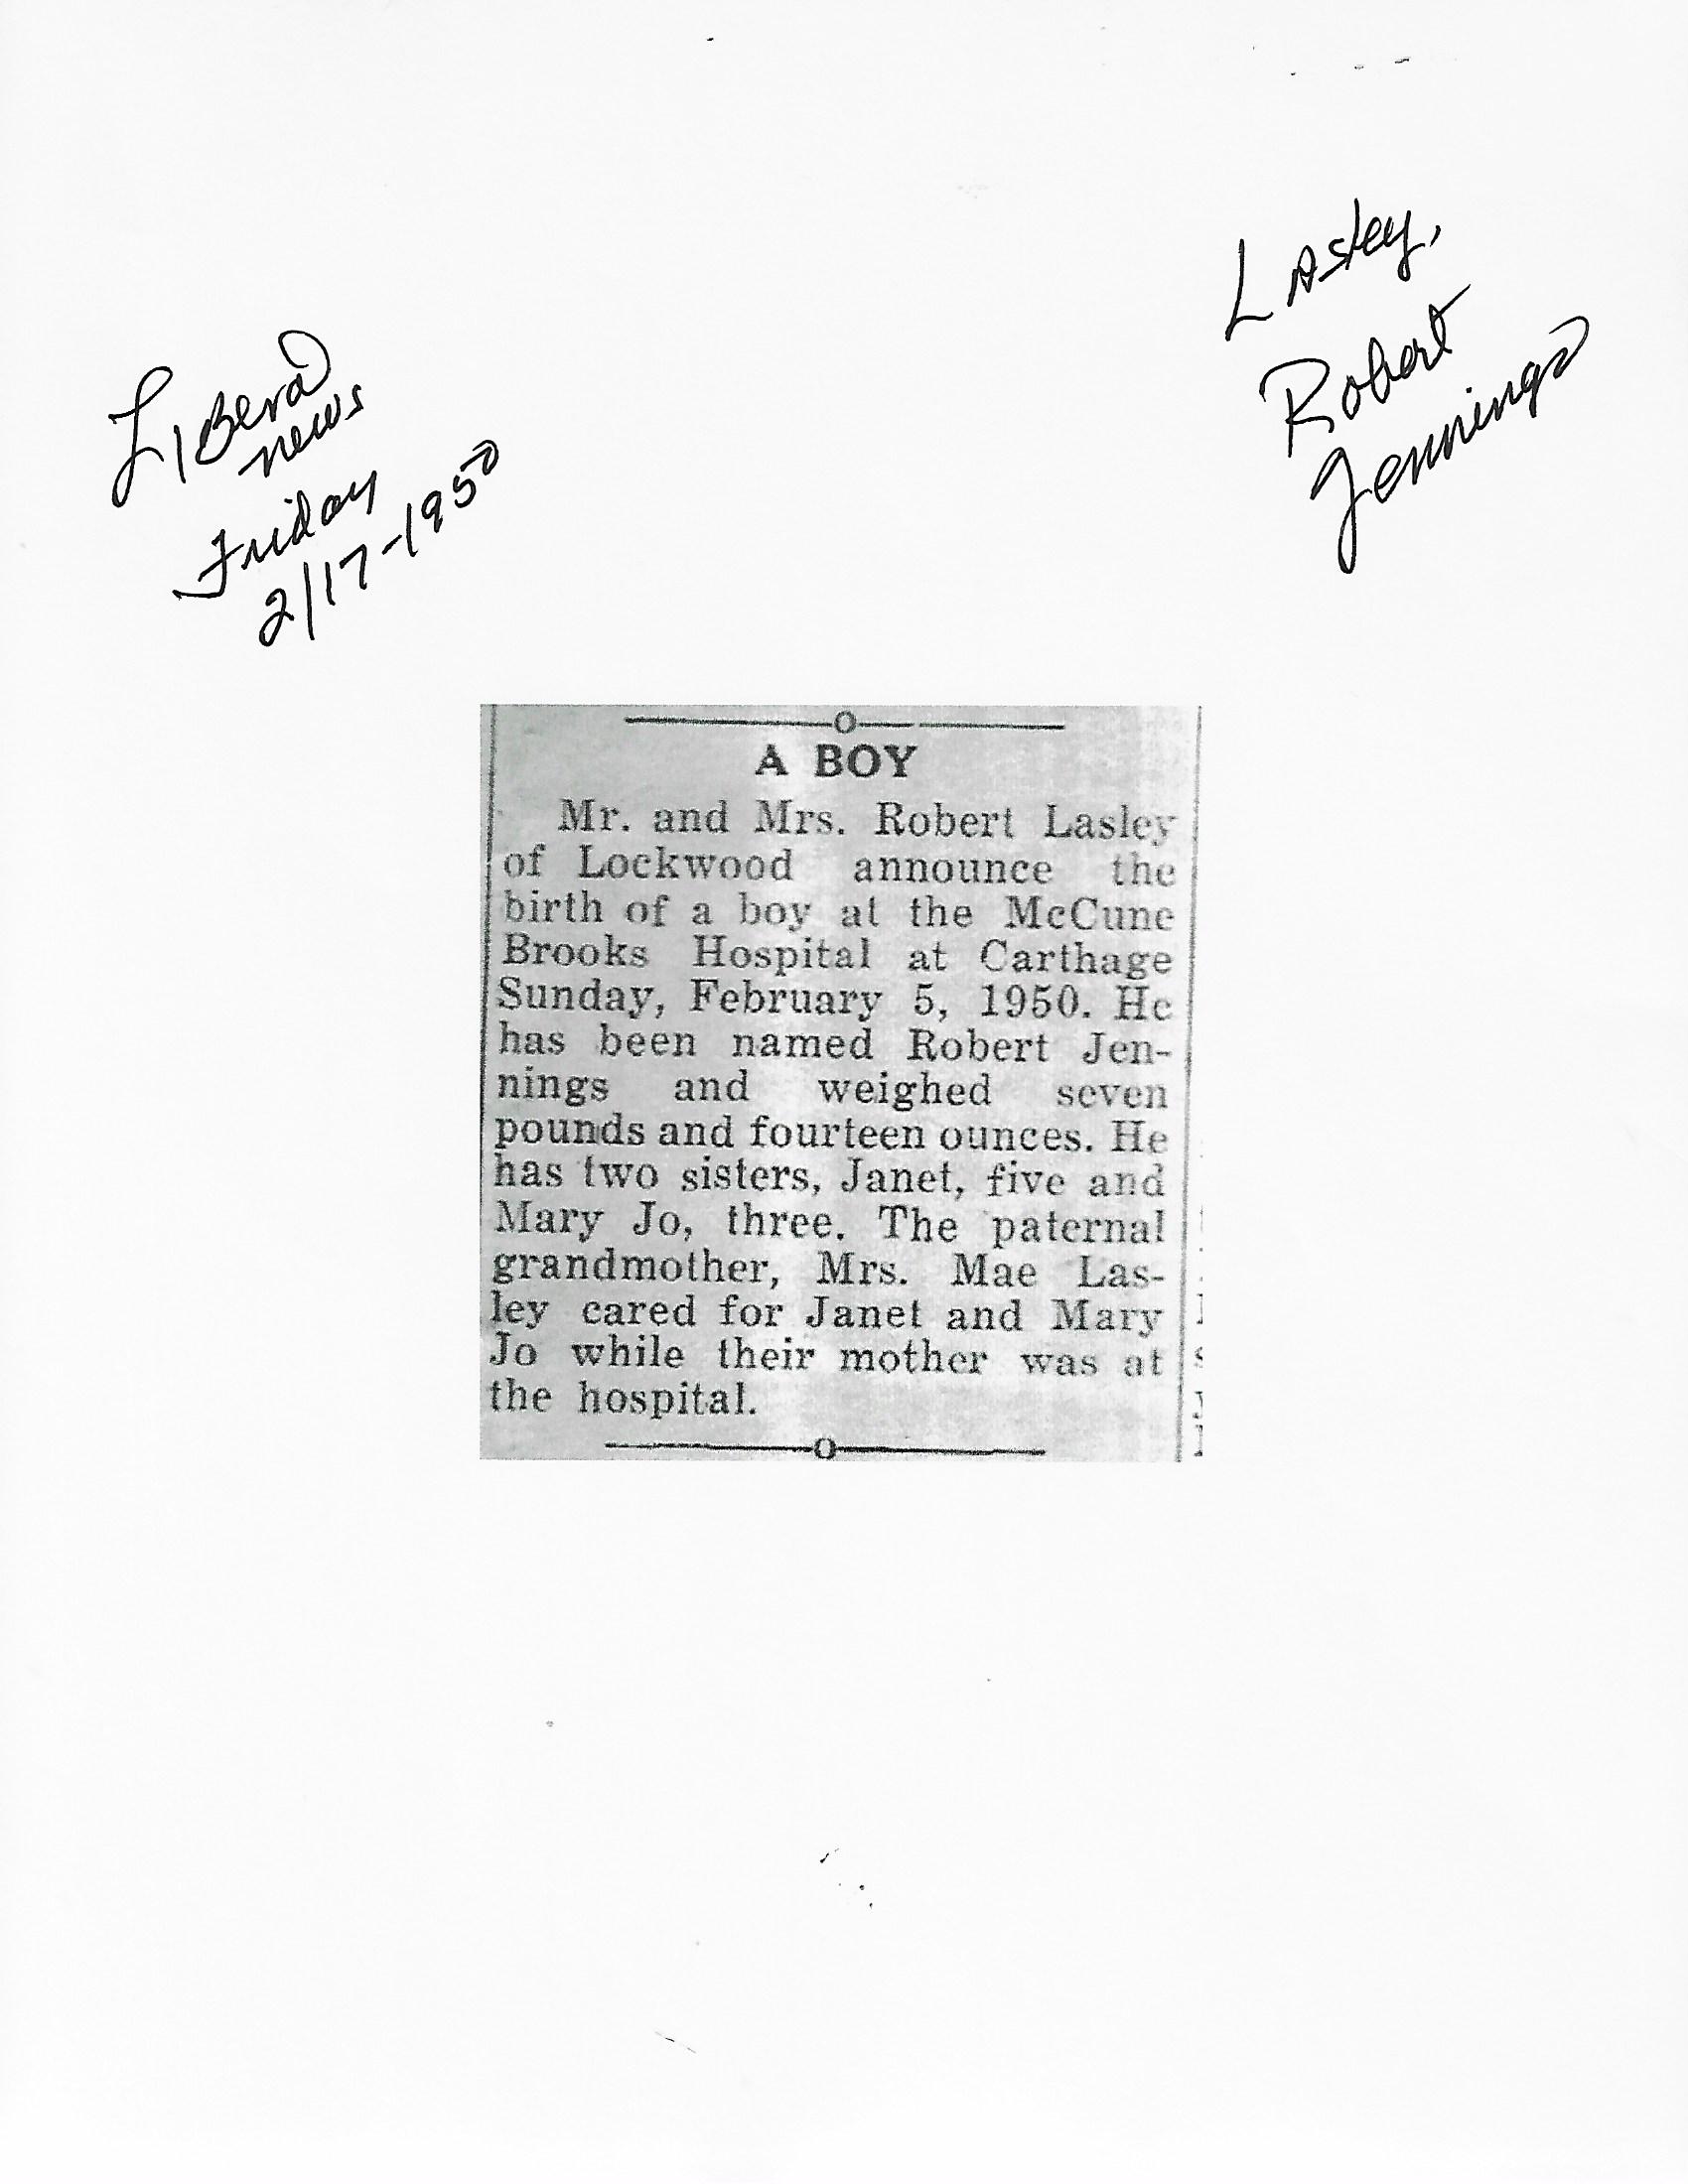 Lasley,
Robert
Jennings
Liberal
news
Friday
2/17-1950
A BOY
Mr. and Mrs. Robert Lasley
of Lockwood announce the
birth of a boy at the McCune
Brooks Hospital at Carthage
Sunday, February 5, 1950. He
has been named Robert Jen-
nings and weighed seven
pounds and fourteen ounces. He
has two sisters, Janet, five and
Mary Jo, three. The paternal
grandmother, Mrs. Mae Las-
ley cared for Janet and Mary
Jo while their mother was at
the hospital.